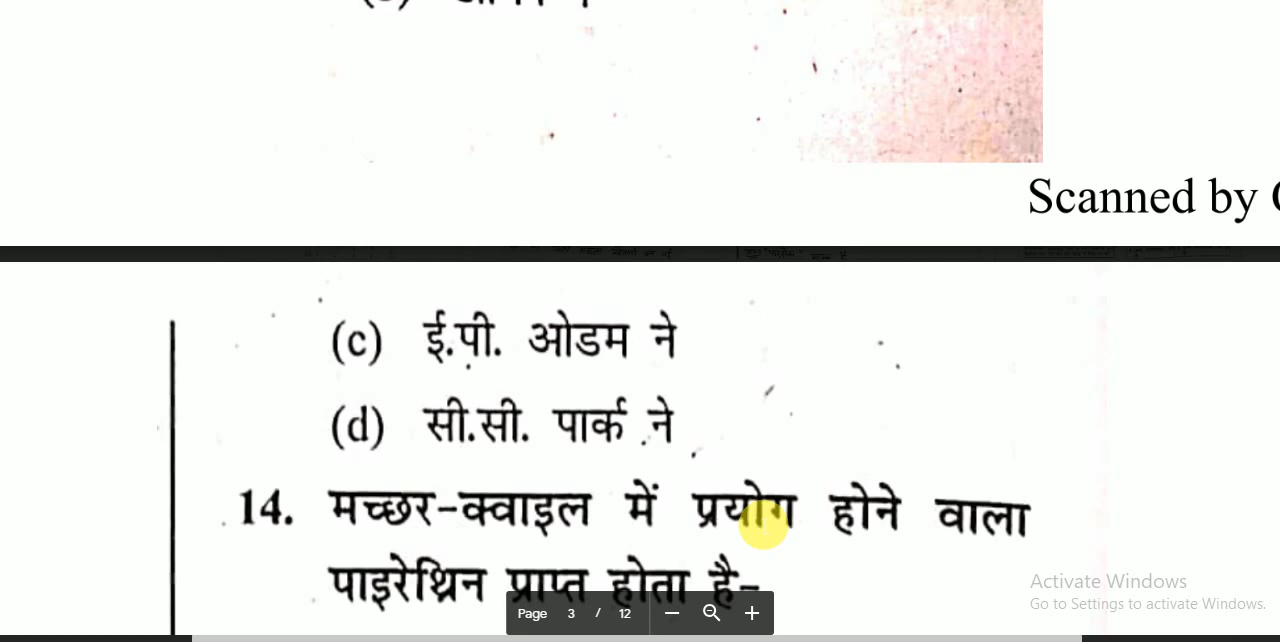 Scanned by
(c) ई.पी. ओडम ने
(d) सी.सी. पार्क ने
14. मच्छर-क्वाइल में प्रयोग होने वाला
पाइरेथ्रिन प्राप्त होता है-
Activate Windows
Go to Settings to activate Windows.
Page 3 / 12